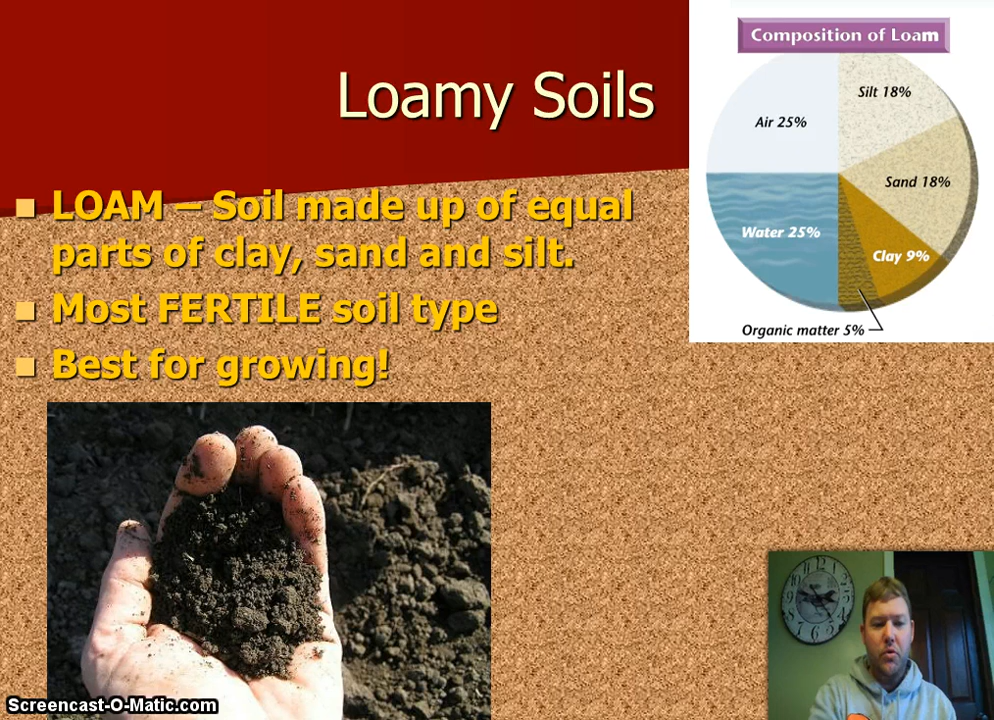 Composition of Loam
Loamy Soils
Silt 18%
Air 25%
Sand 18%
Water 25%
Clay 9%
Organic matter 5%
LOAM – Soil made up of equal
parts of clay, sand and silt.
Most FERTILE soil type
Best for growing!
Screencast-O-Matic.com